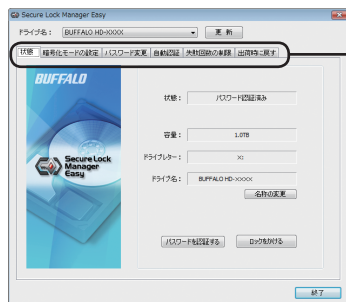 Secure Lock Manager Easy
ドライブ名： BUFFALO HD-XXXX 更 新
状態 暗号化モードの設定 パスワード変更 自動認証 失敗回数の制限 出荷時に戻す
BUFFALO
Secure Lock
Manager
Easy
状態： パスワード認証済み
容量： 1.0TB
ドライブレター： X:
ドライブ名： BUFFALO HD-XXXX
名称の変更
パスワードを認証する ロックをかける
終了